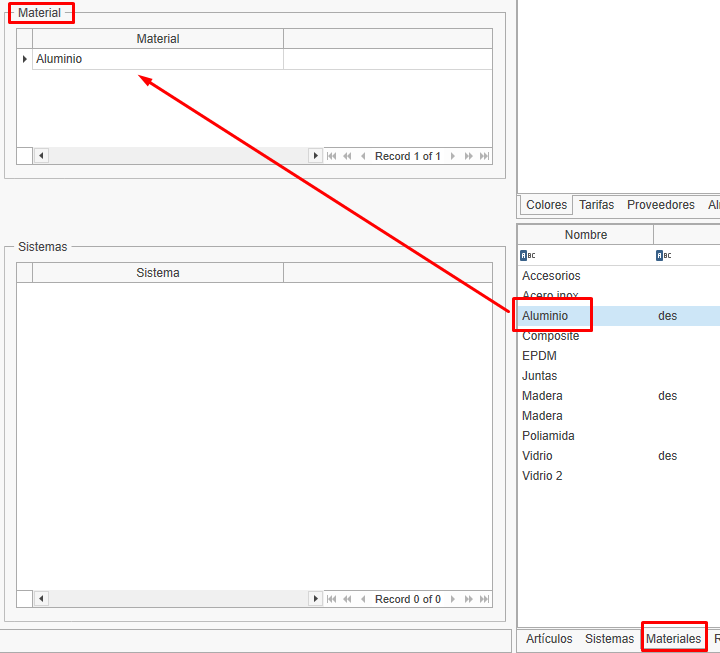 Material
Material
Aluminio
Record 1 of 1
Sistemas
Sistema
Record 0 of 0
Colores Tarifas Proveedores Al
Nombre
ABC ABC
Accesorios
Acero inox
Aluminio des
Composite
EPDM
Juntas
Madera des
Madera
Poliamida
Vidrio des
Vidrio 2
Artículos Sistemas Materiales R